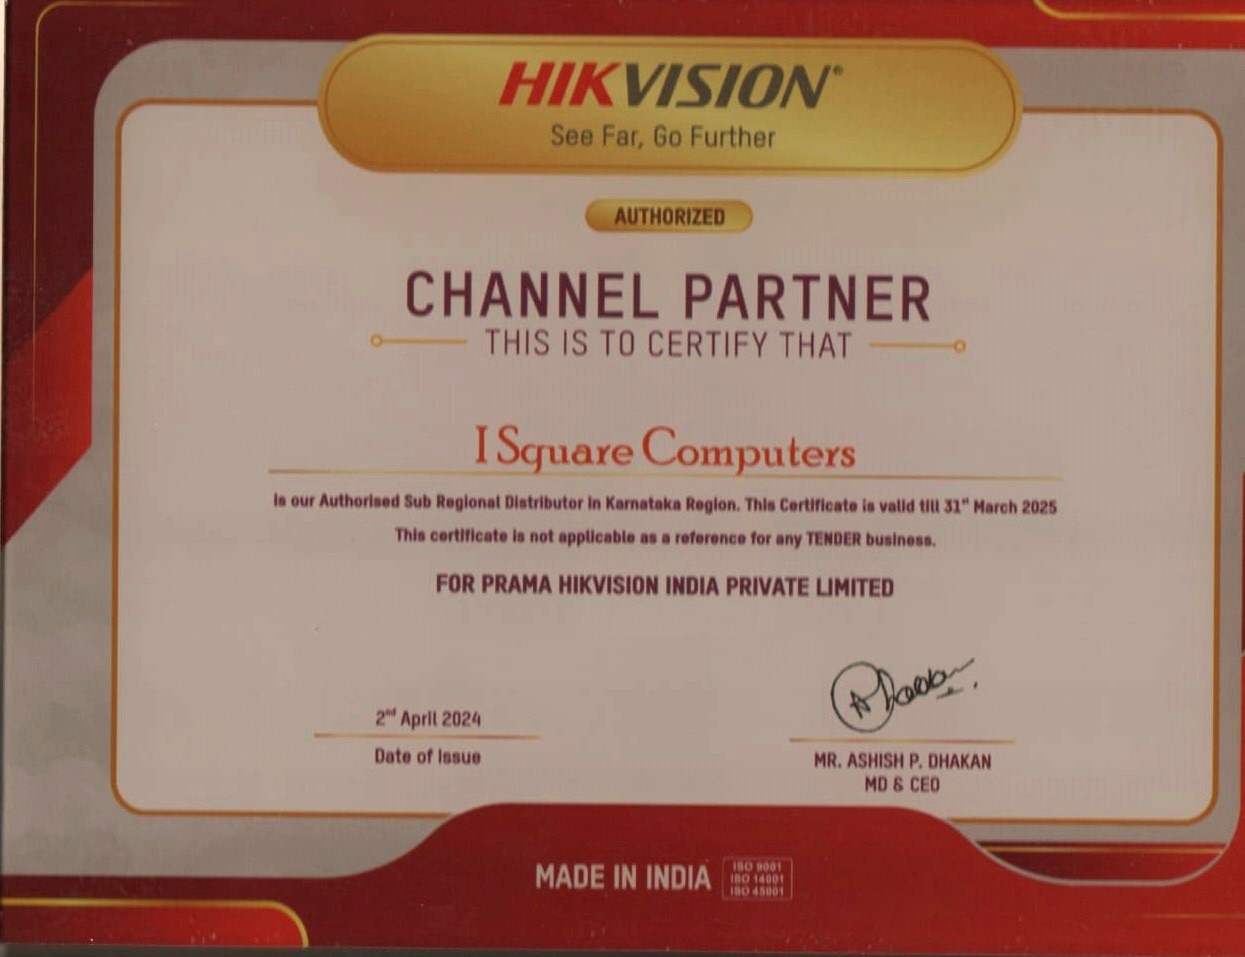 HIKVISION®
See Far, Go Further
AUTHORIZED
CHANNEL PARTNER
THIS IS TO CERTIFY THAT
I Square Computers
is our Authorised Sub Regional Distributor in Karnataka Region. This Certificate is valid till 31st March 2025
This certificate is not applicable as a reference for any TENDER business.
FOR PRAMA HIKVISION INDIA PRIVATE LIMITED
2nd April 2024
Date of Issue
MR. ASHISH P. DHAKAN
MD & CEO
MADE IN INDIA
ISO 9001
ISO 14001
ISO 45001